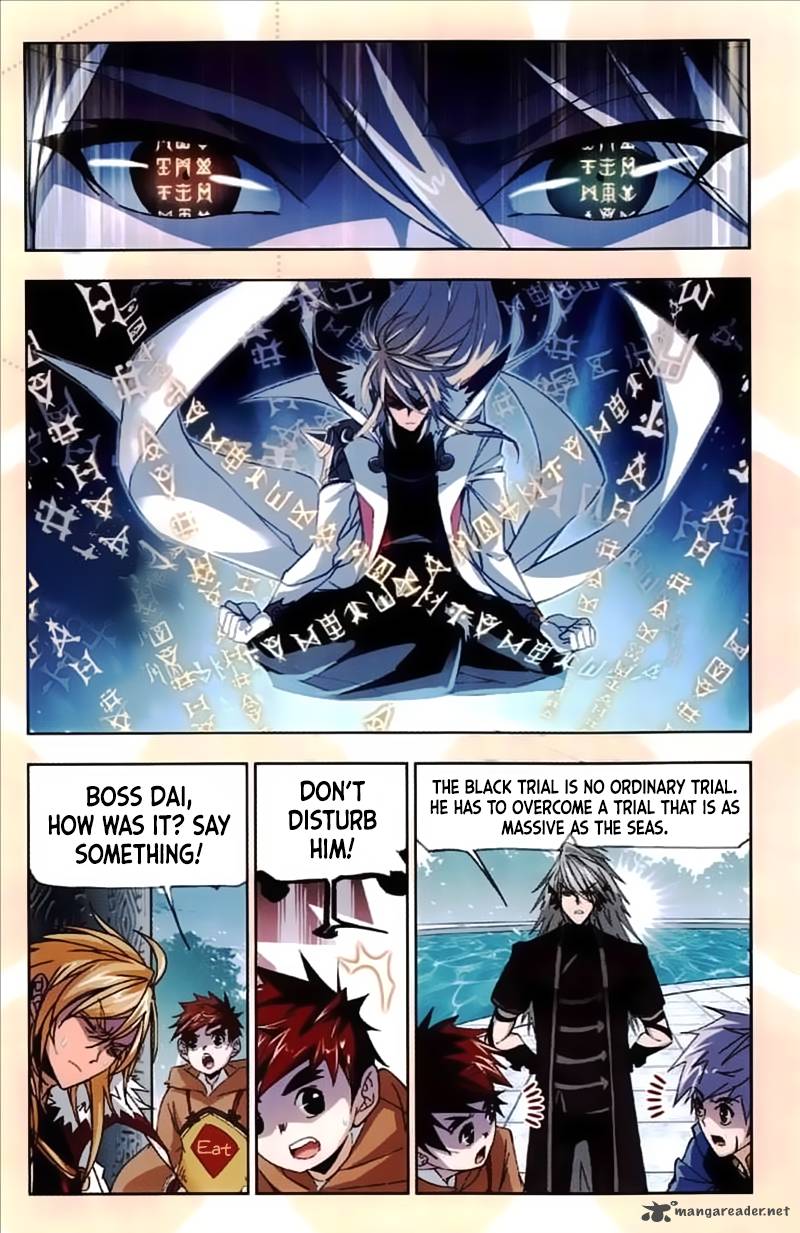 BOSS DAI,
HOW WAS IT? SAY
SOMETHING!
DON'T
DISTURB
HIM!
THE BLACK TRIAL IS NO ORDINARY TRIAL.
HE HAS TO OVERCOME A TRIAL THAT IS AS
MASSIVE AS THE SEAS.
Eat
mangareader.net